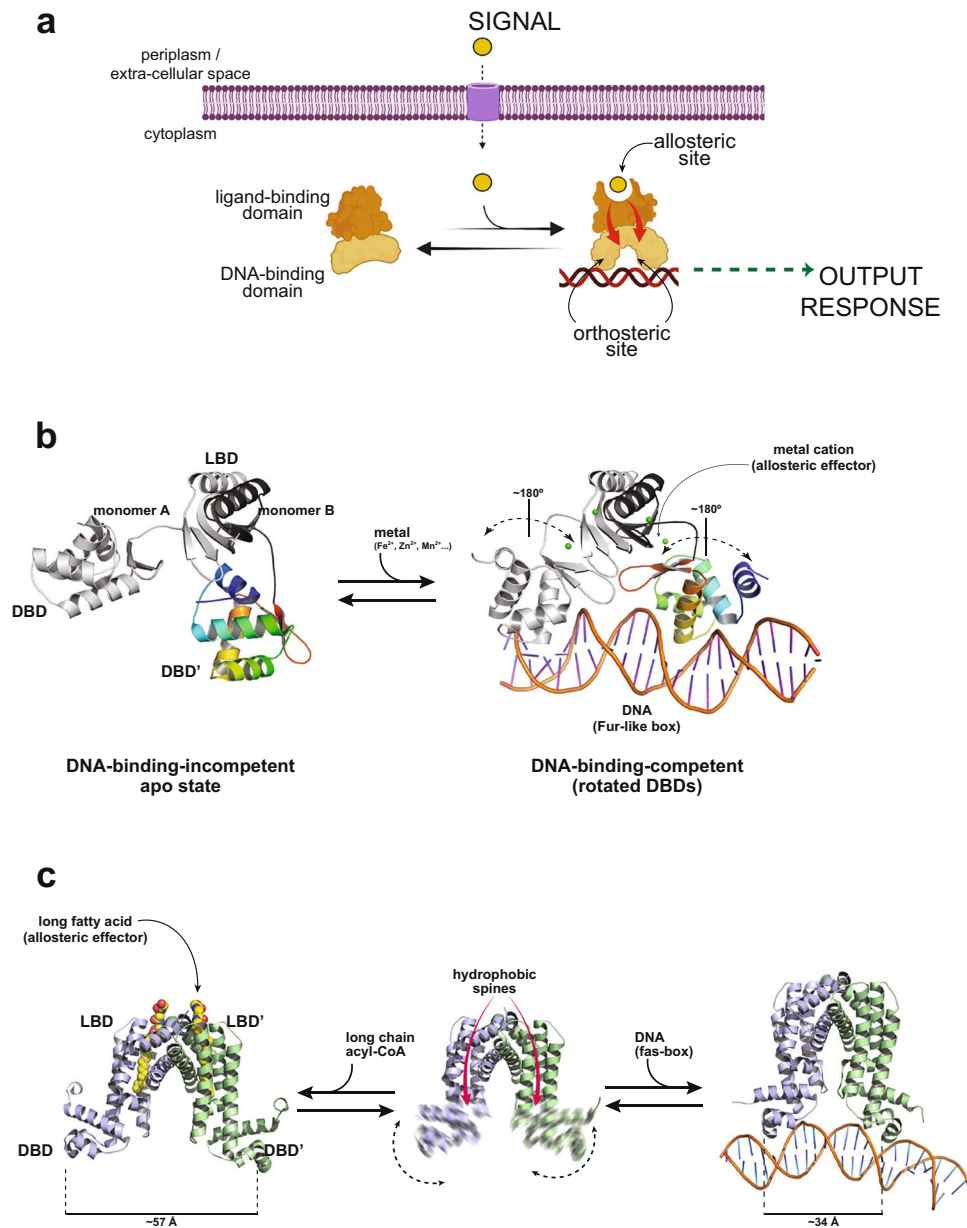 a
SIGNAL
periplasm /
extra-cellular space
cytoplasm
allosteric
site
ligand-binding
domain
DNA-binding
domain
OUTPUT
RESPONSE
orthosteric
site
b
LBD
metal cation
(allosteric effector)
monomer A
monomer B
~180º
~180º
metal
(Fe²⁺, Zn²⁺, Mn²⁺...)
DBD
DBD'
DNA
(Fur-like box)
DNA-binding-incompetent
apo state
DNA-binding-competent
(rotated DBDs)
c
long fatty acid
(allosteric effector)
hydrophobic
spines
LBD
LBD'
long chain
acyl-CoA
DNA
(fas-box)
DBD
DBD'
~57 Å
~34 Å